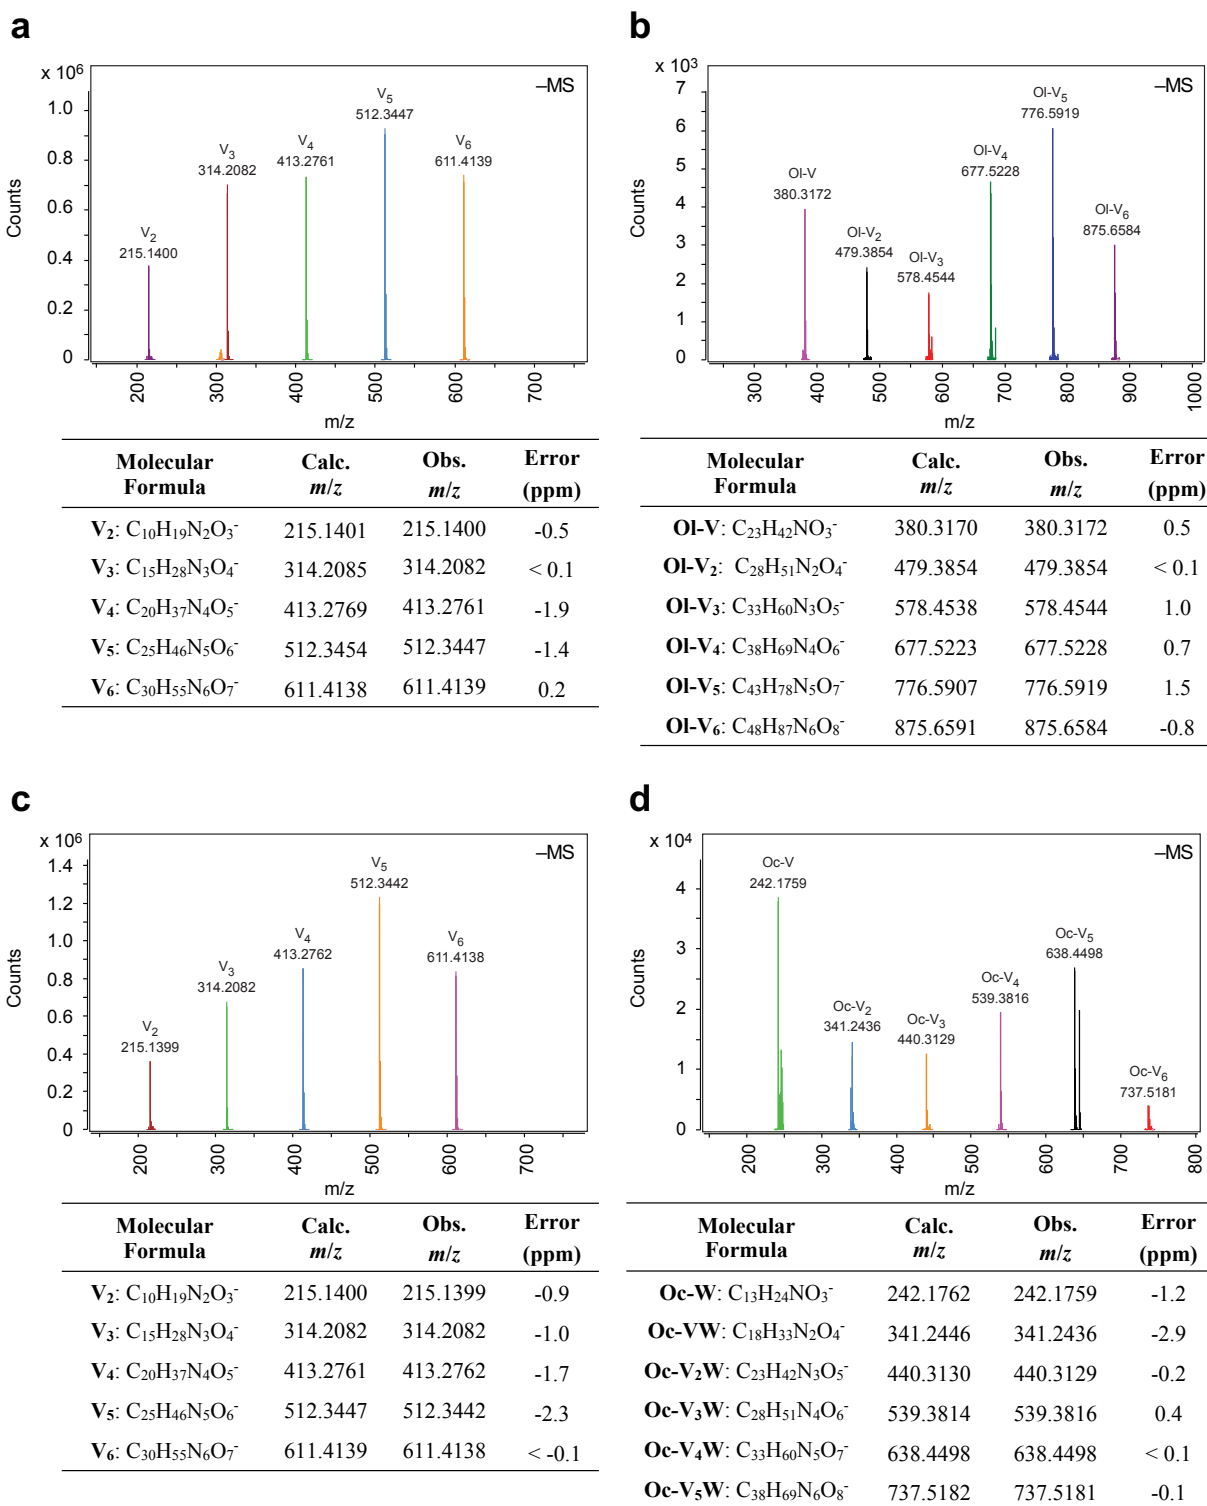 a
x 10⁶
–MS
1.0
0.8
0.6
0.4
0.2
0
Counts
V₂
215.1400
V₃
314.2082
V₄
413.2761
V₅
512.3447
V₆
611.4139
200
300
400
500
600
700
m/z
Molecular Formula Calc. m/z Obs. m/z Error (ppm)
V₂: C₁₀H₁₉N₂O₃⁻ 215.1401 215.1400 -0.5
V₃: C₁₅H₂₈N₃O₄⁻ 314.2085 314.2082 < 0.1
V₄: C₂₀H₃₇N₄O₅⁻ 413.2769 413.2761 -1.9
V₅: C₂₅H₄₆N₅O₆⁻ 512.3454 512.3447 -1.4
V₆: C₃₀H₅₅N₆O₇⁻ 611.4138 611.4139 0.2
b
x 10³
–MS
7
6
5
4
3
2
1
0
Counts
Ol-V
380.3172
Ol-V₂
479.3854
Ol-V₃
578.4544
Ol-V₄
677.5228
Ol-V₅
776.5919
Ol-V₆
875.6584
300
400
500
600
700
800
900
1000
m/z
Molecular Formula Calc. m/z Obs. m/z Error (ppm)
Ol-V: C₂₃H₄₂NO₃⁻ 380.3170 380.3172 0.5
Ol-V₂: C₂₈H₅₁N₂O₄⁻ 479.3854 479.3854 < 0.1
Ol-V₃: C₃₃H₆₀N₃O₅⁻ 578.4538 578.4544 1.0
Ol-V₄: C₃₈H₆₉N₄O₆⁻ 677.5223 677.5228 0.7
Ol-V₅: C₄₃H₇₈N₅O₇⁻ 776.5907 776.5919 1.5
Ol-V₆: C₄₈H₈₇N₆O₈⁻ 875.6591 875.6584 -0.8
c
x 10⁶
–MS
1.4
1.2
1.0
0.8
0.6
0.4
0.2
0
Counts
V₂
215.1399
V₃
314.2082
V₄
413.2762
V₅
512.3442
V₆
611.4138
200
300
400
500
600
700
m/z
Molecular Formula Calc. m/z Obs. m/z Error (ppm)
V₂: C₁₀H₁₉N₂O₃⁻ 215.1400 215.1399 -0.9
V₃: C₁₅H₂₈N₃O₄⁻ 314.2082 314.2082 -1.0
V₄: C₂₀H₃₇N₄O₅⁻ 413.2761 413.2762 -1.7
V₅: C₂₅H₄₆N₅O₆⁻ 512.3447 512.3442 -2.3
V₆: C₃₀H₅₅N₆O₇⁻ 611.4139 611.4138 < -0.1
d
x 10⁴
–MS
4
3
2
1
0
Counts
Oc-V
242.1759
Oc-V₂
341.2436
Oc-V₃
440.3129
Oc-V₄
539.3816
Oc-V₅
638.4498
Oc-V₆
737.5181
200
300
400
500
600
700
800
m/z
Molecular Formula Calc. m/z Obs. m/z Error (ppm)
Oc-W: C₁₃H₂₄NO₃⁻ 242.1762 242.1759 -1.2
Oc-VW: C₁₈H₃₃N₂O₄⁻ 341.2446 341.2436 -2.9
Oc-V₂W: C₂₃H₄₂N₃O₅⁻ 440.3130 440.3129 -0.2
Oc-V₃W: C₂₈H₅₁N₄O₆⁻ 539.3814 539.3816 0.4
Oc-V₄W: C₃₃H₆₀N₅O₇⁻ 638.4498 638.4498 < 0.1
Oc-V₅W: C₃₈H₆₉N₆O₈⁻ 737.5182 737.5181 -0.1